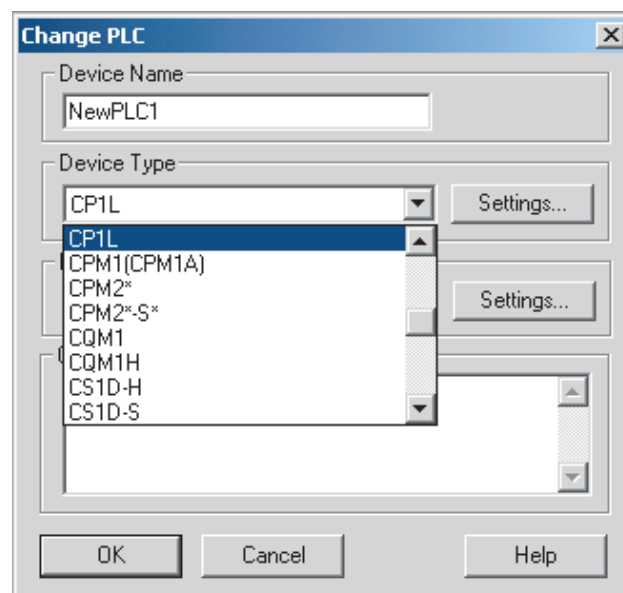 Change PLC
Device Name
NewPLC1
Device Type
CP1L
Settings...
CP1L
CPM1(CPM1A)
CPM2*
CPM2*-S*
Settings...
CQM1
CQM1H
CS1D-H
CS1D-S
OK Cancel Help